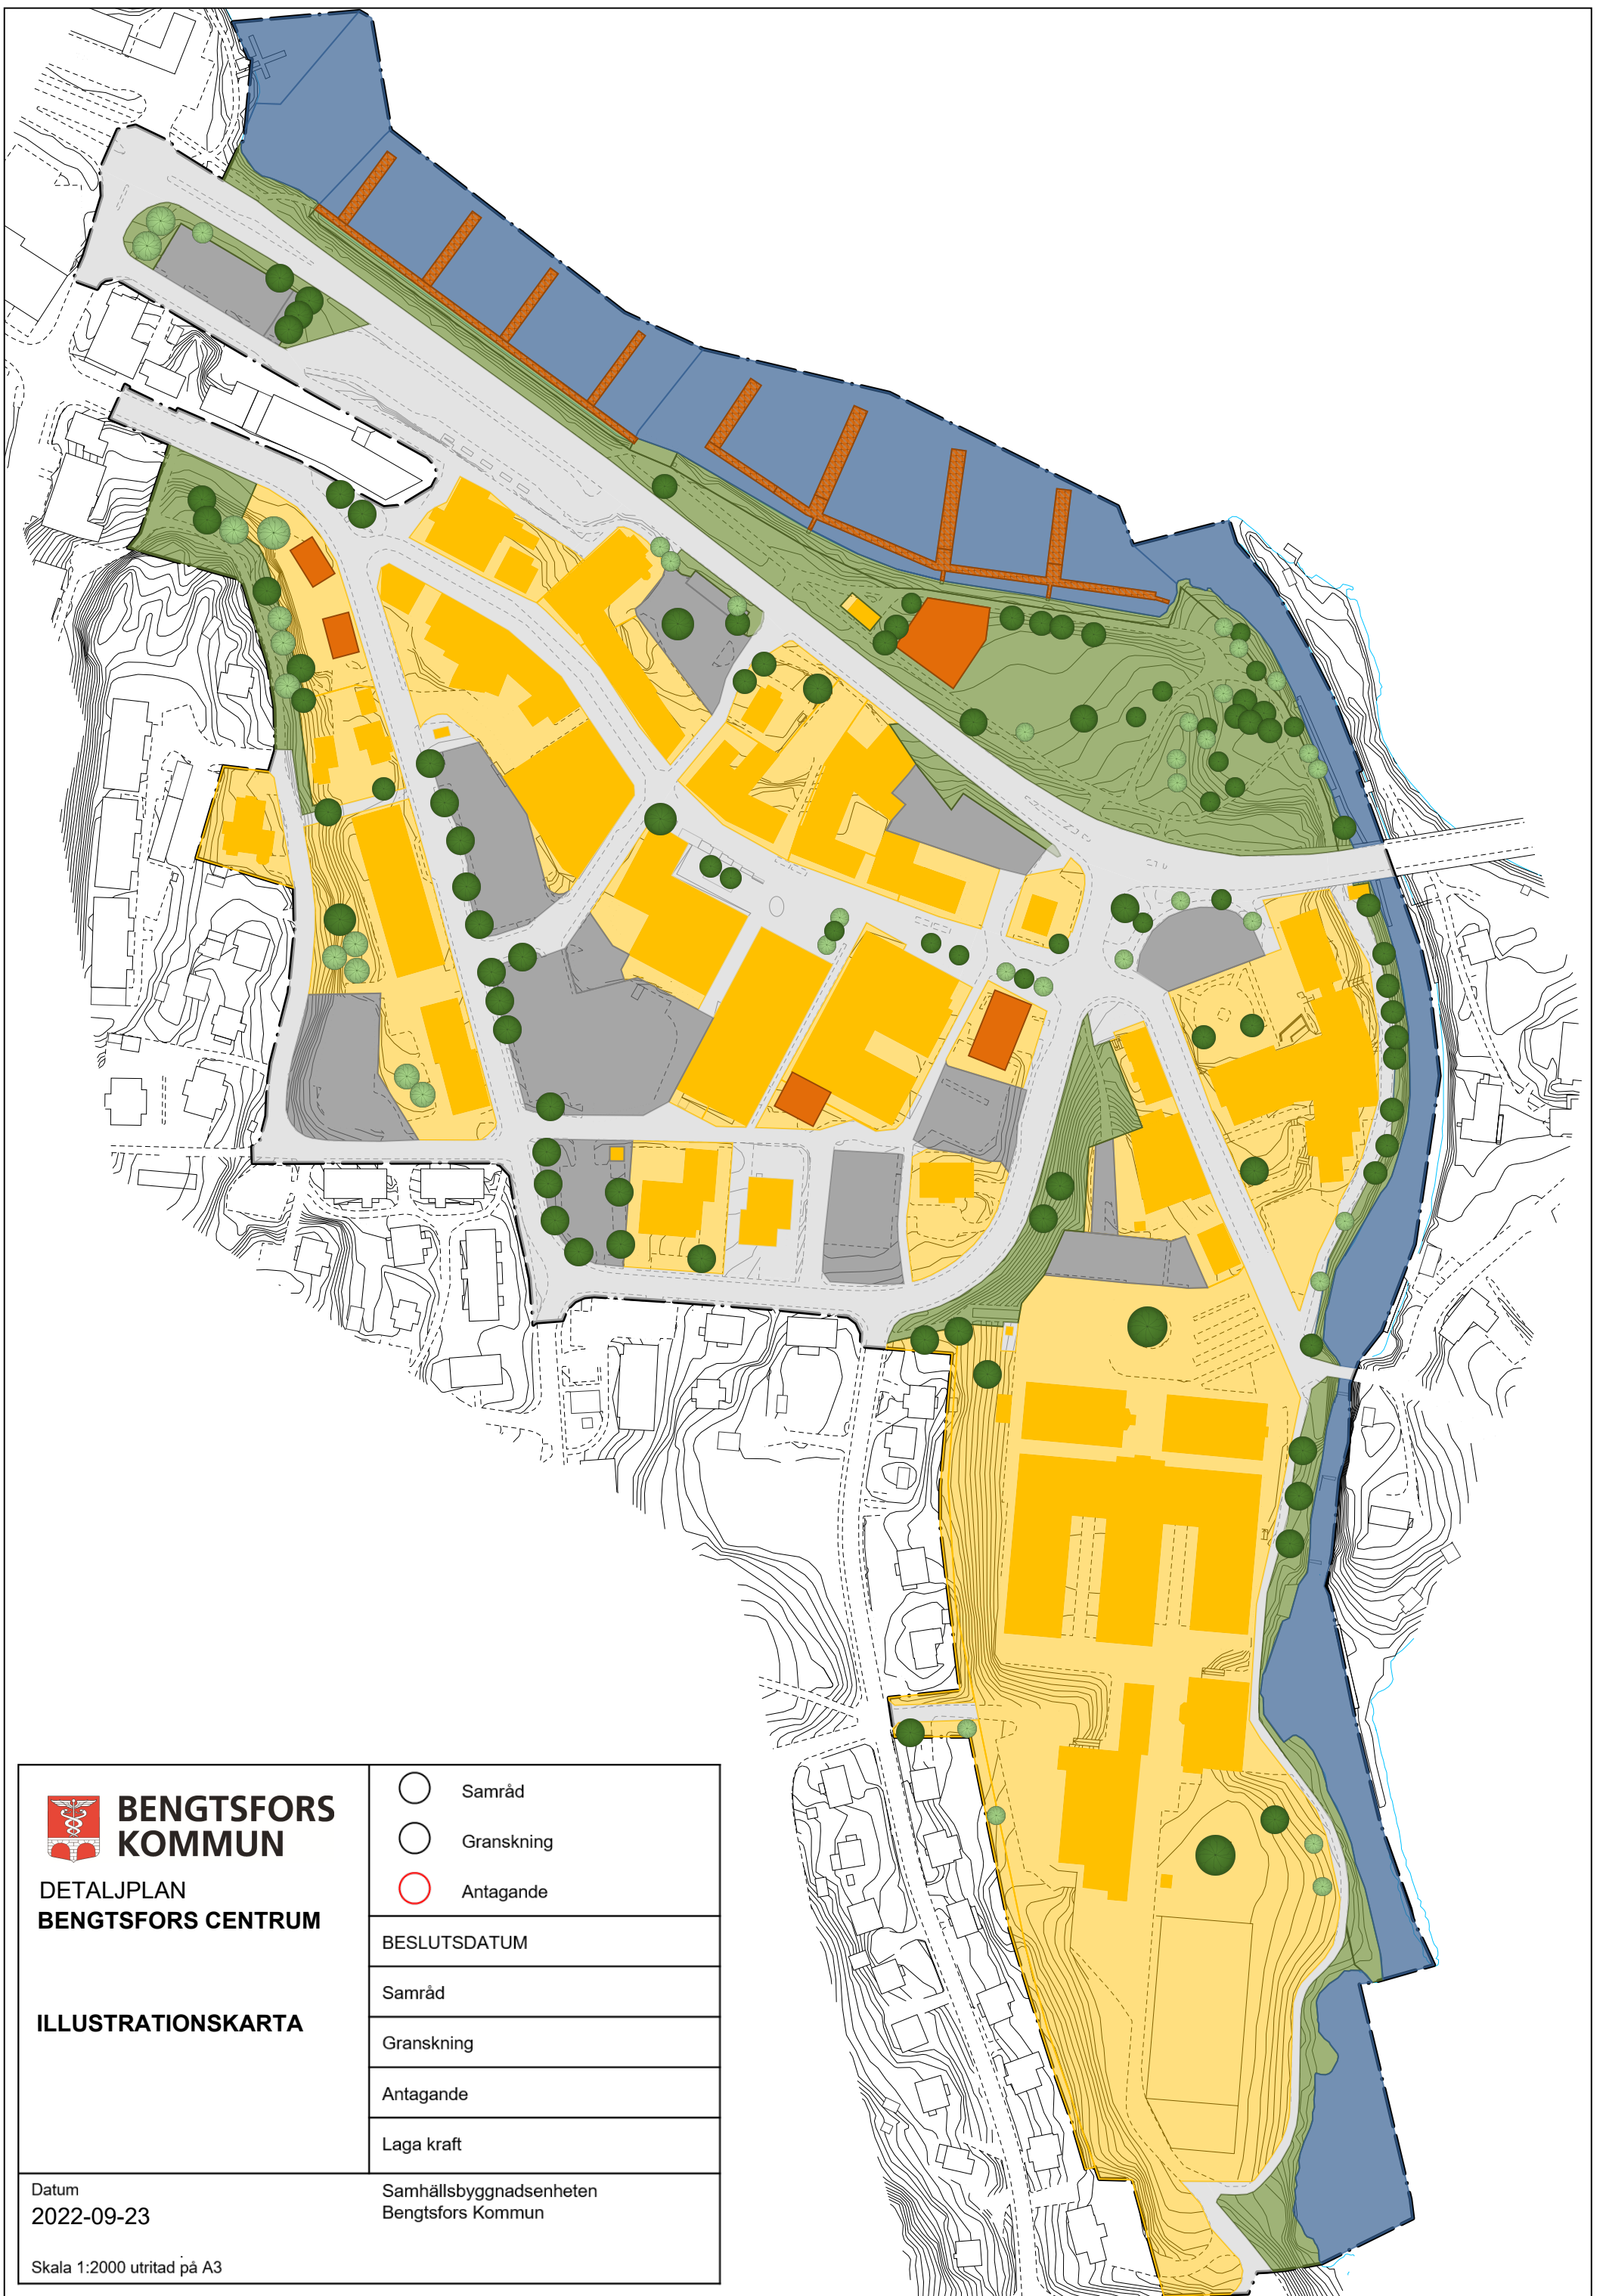 BENGTSFORS
KOMMUN
DETALJPLAN
BENGTSFORS CENTRUM
ILLUSTRATIONSKARTA
Samråd
Granskning
Antagande
BESLUTSDATUM
Samråd
Granskning
Antagande
Laga kraft
Datum
2022-09-23
Skala 1:2000 utritad på A3
Samhällsbyggnadsenheten
Bengtsfors Kommun